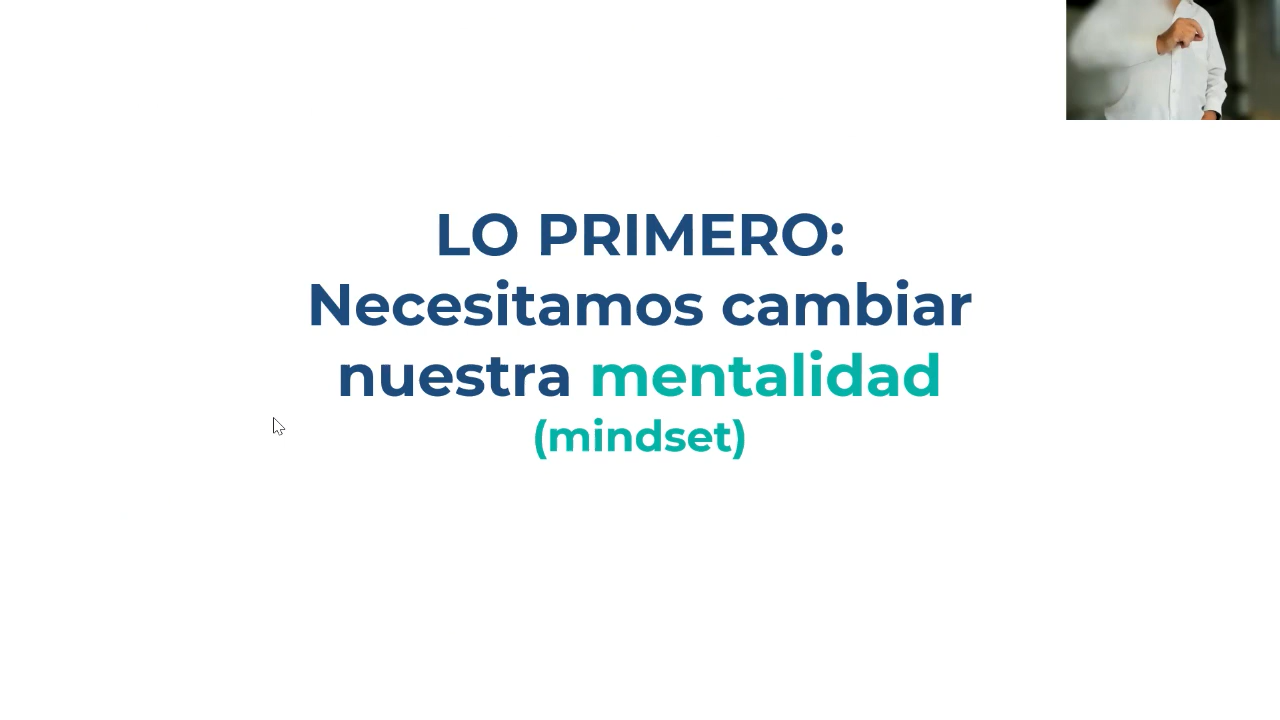 LO PRIMERO:
Necesitamos cambiar
nuestra mentalidad
(mindset)